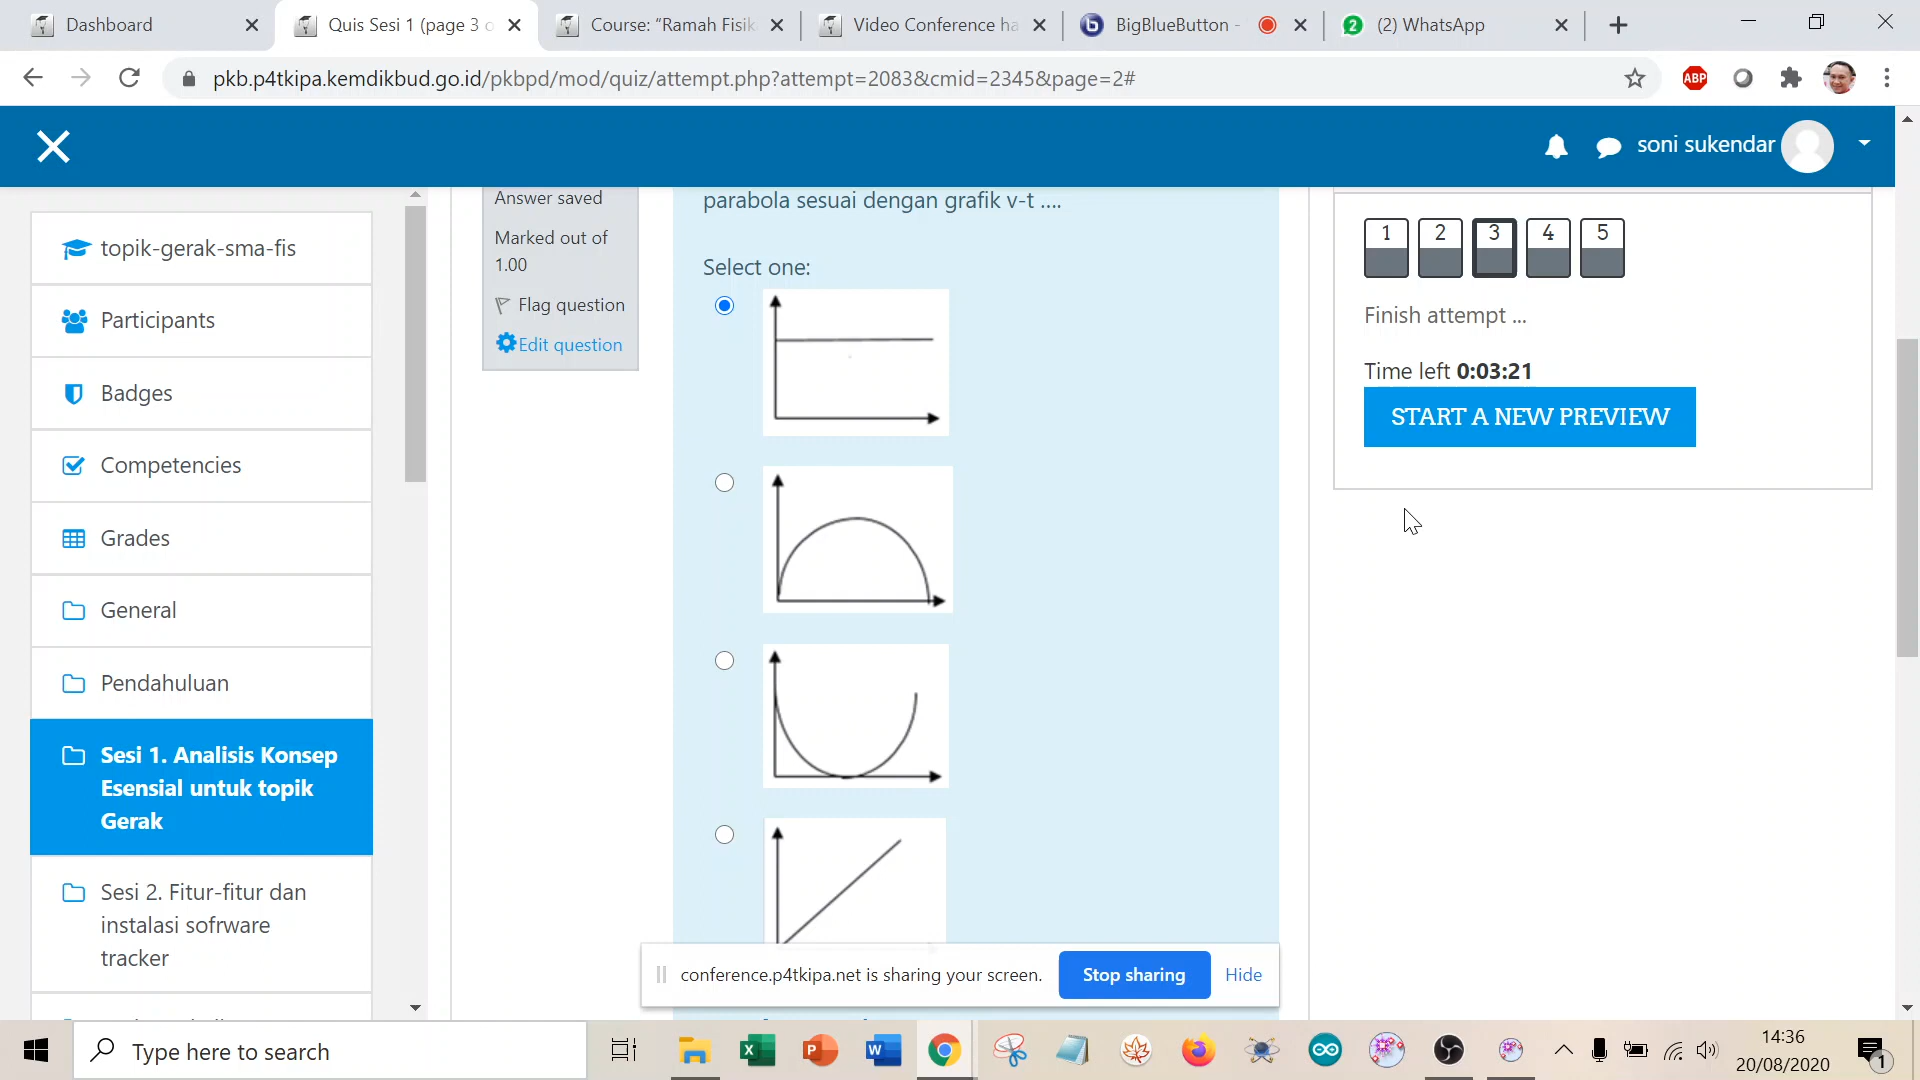 Dashboard
Quis Sesi 1 (page 3 o
Course: "Ramah Fisik
Video Conference ha
BigBlueButton -
(2) WhatsApp
pkb.p4tkipa.kemdikbud.go.id/pkbpd/mod/quiz/attempt.php?attempt=2083&cmid=2345&page=2#
ABP
soni sukendar
topik-gerak-sma-fis
Participants
Badges
Competencies
Grades
General
Pendahuluan
Sesi 1. Analisis Konsep
Esensial untuk topik
Gerak
Sesi 2. Fitur-fitur dan
instalasi sofrware
tracker
Answer saved
Marked out of
1.00
Flag question
Edit question
parabola sesuai dengan grafik v-t ....
Select one:
1 2 3 4 5
Finish attempt ...
Time left 0:03:21
START A NEW PREVIEW
conference.p4tkipa.net is sharing your screen.
Stop sharing
Hide
Type here to search
14:36
20/08/2020
1